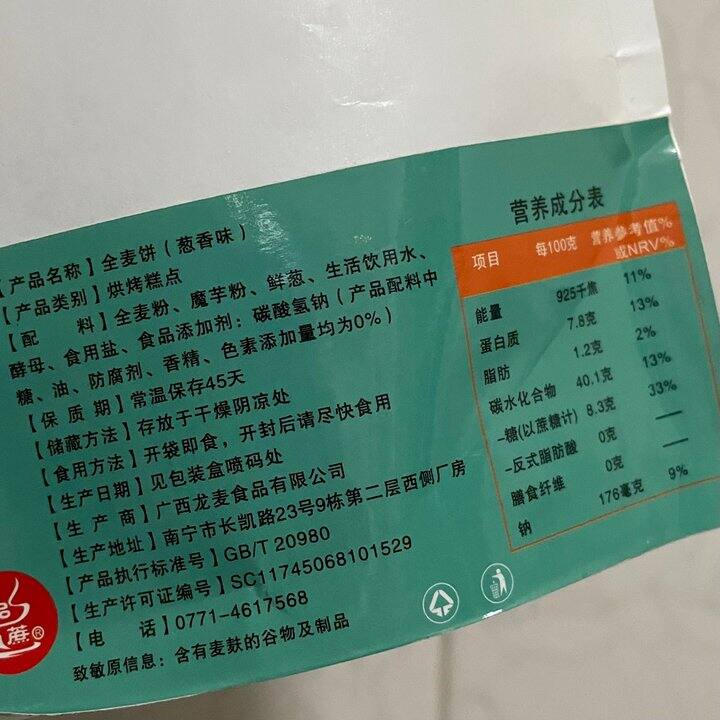 【产品名称】全麦饼（葱香味）
【产品类别】烘烤糕点
【配 料】全麦粉、魔芋粉、鲜葱、生活饮用水、
酵母、食用盐、食品添加剂：碳酸氢钠（产品配料中
糖、油、防腐剂、香精、色素添加量均为0%）
【保 质 期】常温保存45天
【储藏方法】存放于干燥阴凉处
【食用方法】开袋即食，开封后请尽快食用
【生产日期】见包装盒喷码处
【生 产 商】广西龙麦食品有限公司
【生产地址】南宁市长凯路23号9栋第二层西侧厂房
【产品执行标准号】GB/T 20980
【生产许可证编号】SC11745068101529
【电 话】0771-4617568
致敏原信息：含有麸质的谷物及制品
营养成分表
项目 每100克 营养参考值%
或NRV%
能量 925千焦 11%
蛋白质 7.8克 13%
脂肪 1.2克 2%
碳水化合物 40.1克 13%
-糖(以蔗糖计) 8.3克 33%
-反式脂肪酸 0克 —
膳食纤维 0克 —
钠 176毫克 9%
蔗®